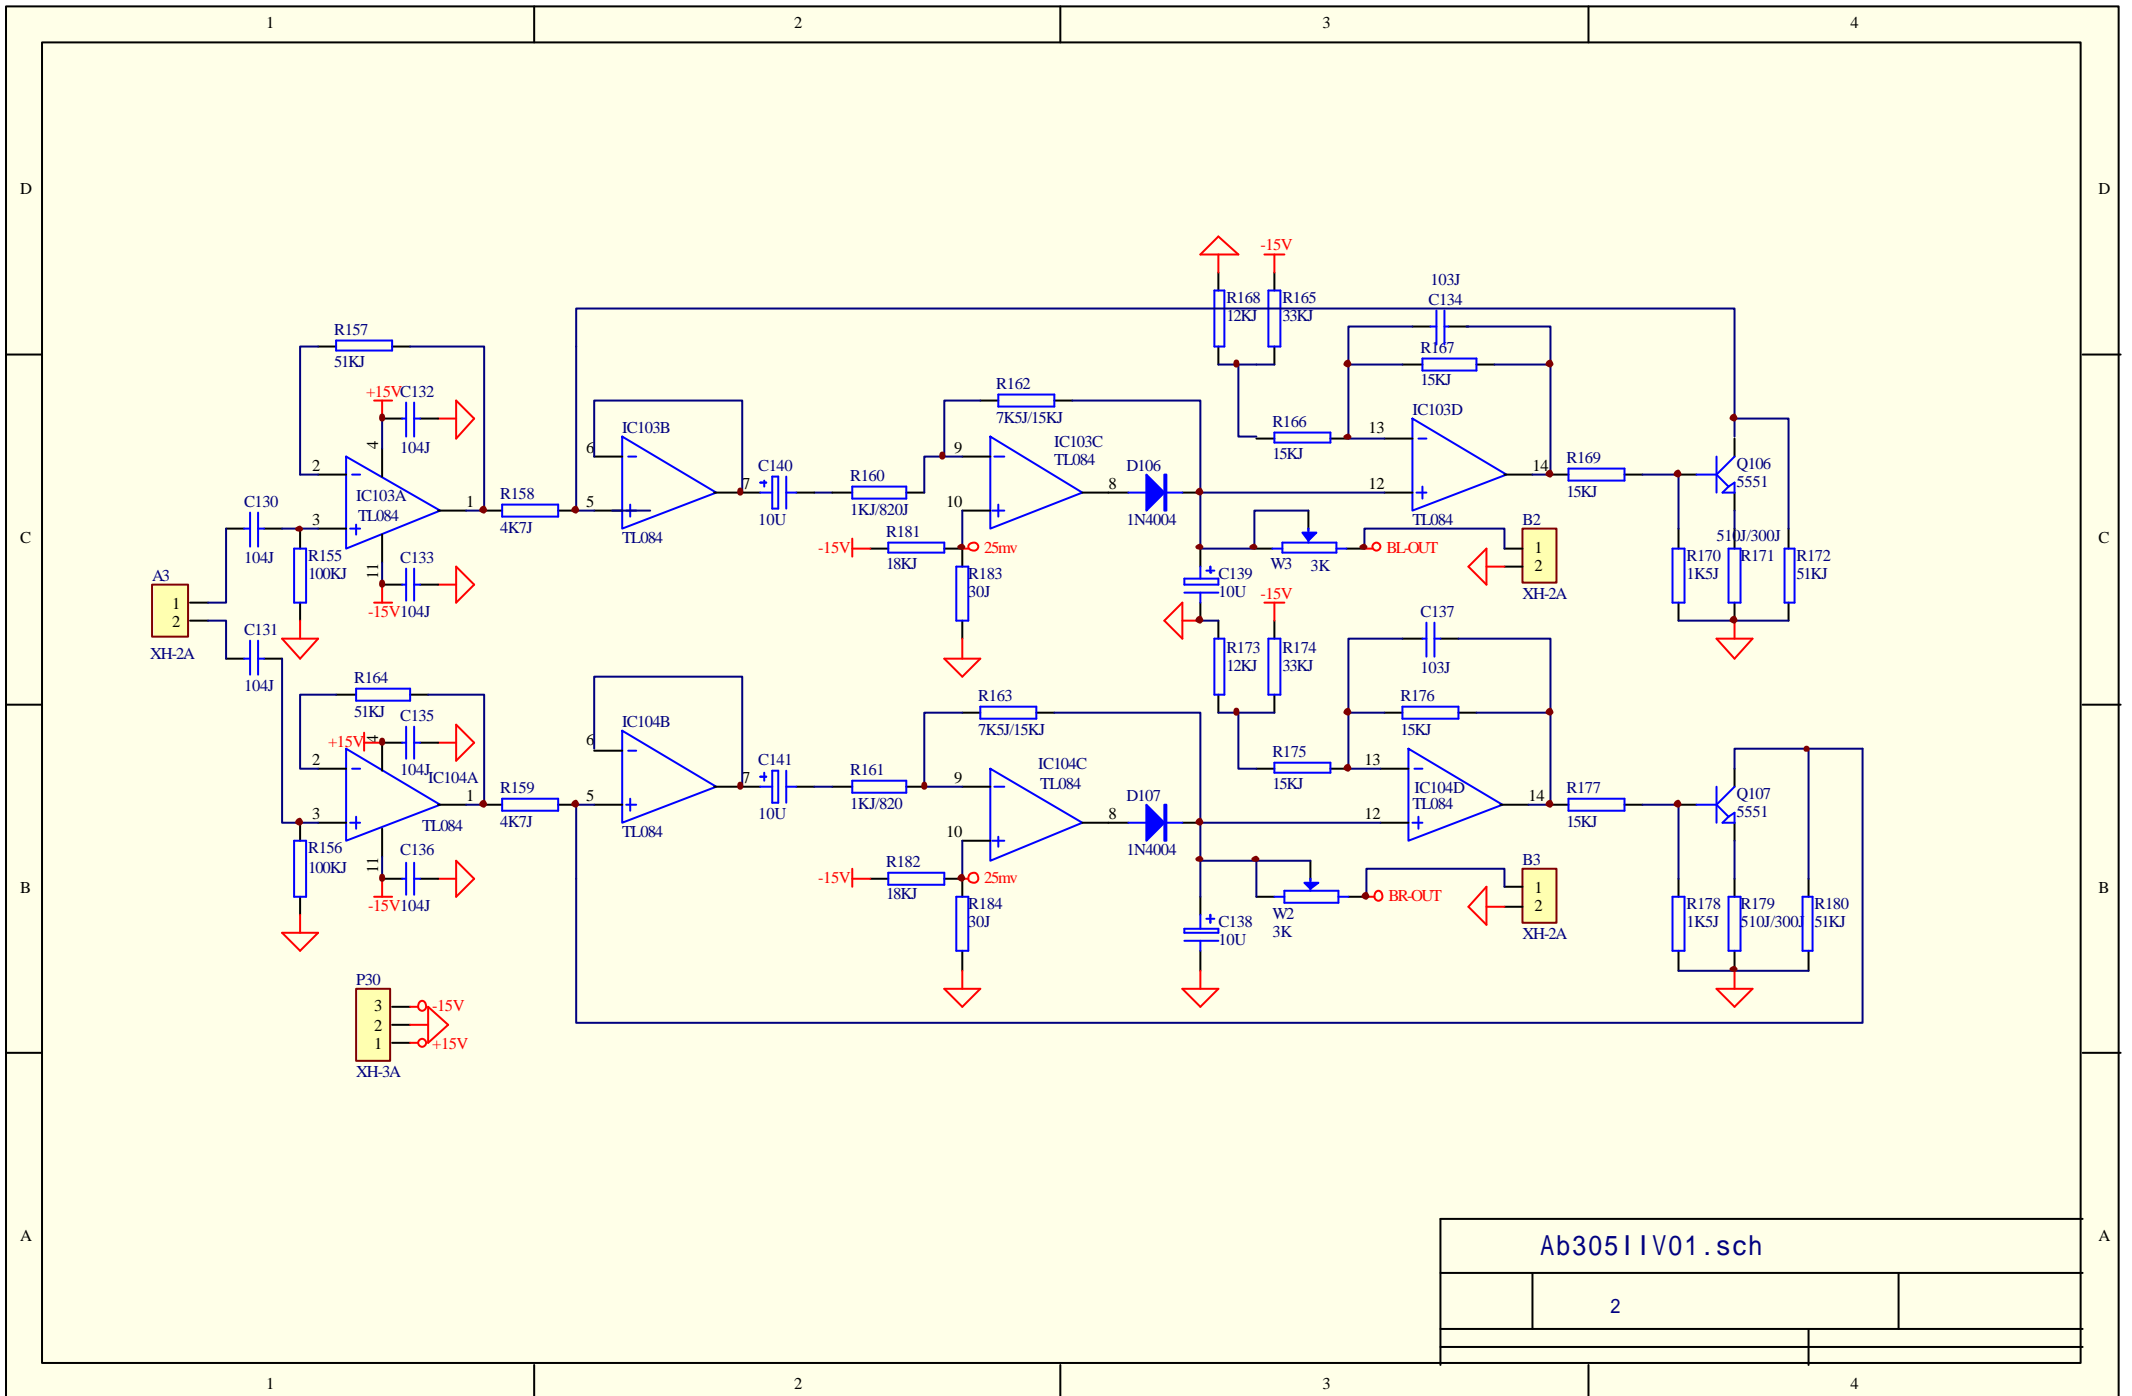 1 2 3 4
D D
-15V
103J
R168 R165 C134
12KJ 33KJ
R157
51KJ
R167
15KJ
R162
7K5J/15KJ
+15V C132
104J
4
2
IC103A
TL084
1
3
11
C130
104J
R155
100KJ
C133
-15V 104J
R158
4K7J
IC103B
6
5
7
TL084
C140
10U
R160
1KJ/820J
9
10
IC103C
TL084
8
D106
1N4004
R166
15KJ
IC103D
13
12
14
TL084
R169
15KJ
Q106
5551
C C
-15V
R181
18KJ
25mv
R183
30J
W3 3K
BL-OUT
B2
1
2
XH-2A
510J/300J
R170 R171 R172
1K5J 51KJ
C139
10U
-15V
A3
1
2
XH-2A
C131
104J
R173 R174
12KJ 33KJ
C137
103J
R164
51KJ
C135
+15V 4
104J
2
IC104A
1
3
TL084
11
R156
100KJ
C136
-15V 104J
R159
4K7J
IC104B
6
5
7
TL084
C141
10U
R161
1KJ/820
R163
7K5J/15KJ
9
10
IC104C
TL084
8
D107
1N4004
R175
15KJ
R176
15KJ
13
12
14
IC104D
TL084
R177
15KJ
Q107
5551
B B
-15V
R182
18KJ
25mv
R184
30J
W2
3K
BR-OUT
B3
1
2
XH-2A
C138
10U
R178 R179 R180
1K5J 510J/300J 51KJ
P30
3 -15V
2
1 +15V
XH-3A
A A
Ab305IIV01.sch
2
1 2 3 4